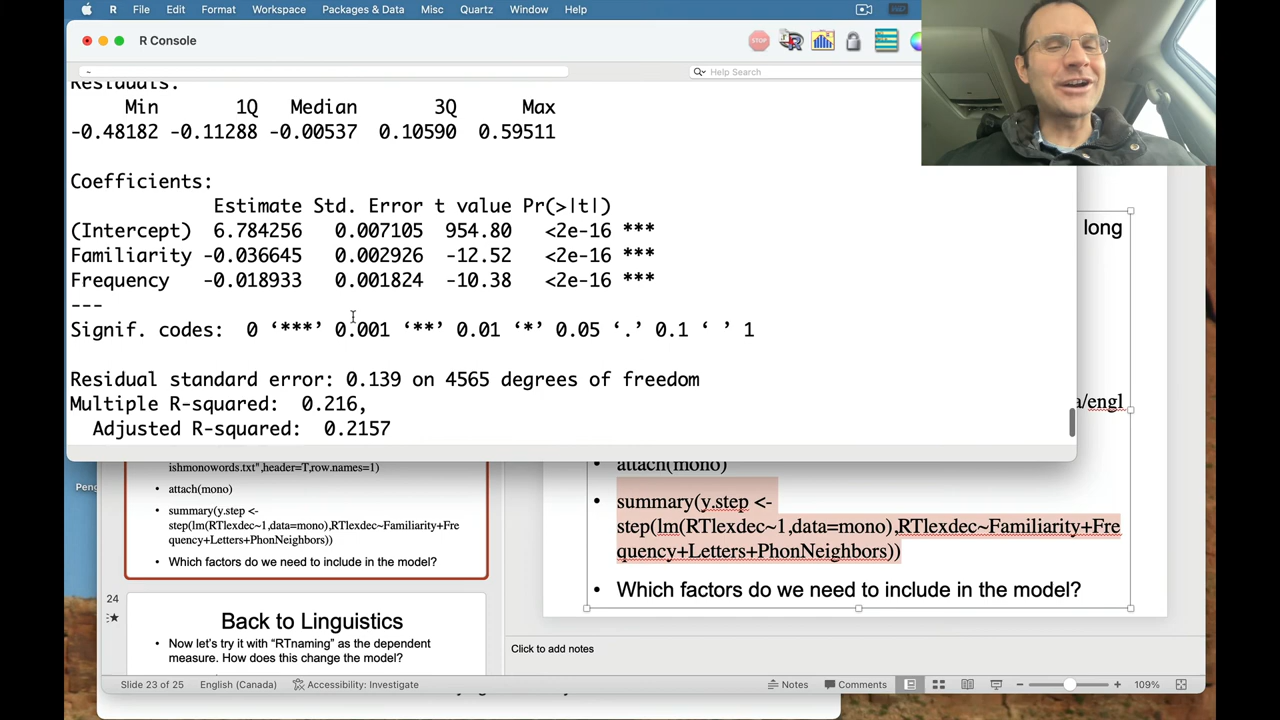 R File Edit Format Workspace Packages & Data Misc Quartz Window Help
R Console
STOP
~
Help Search
Residuals:
Min 1Q Median 3Q Max
-0.48182 -0.11288 -0.00537 0.10590 0.59511
Coefficients:
Estimate Std. Error t value Pr(>|t|)
(Intercept) 6.784256 0.007105 954.80 <2e-16 ***
Familiarity -0.036645 0.002926 -12.52 <2e-16 ***
Frequency -0.018933 0.001824 -10.38 <2e-16 ***
---
Signif. codes: 0 ‘***’ 0.001 ‘**’ 0.01 ‘*’ 0.05 ‘.’ 0.1 ‘ ’ 1
Residual standard error: 0.139 on 4565 degrees of freedom
Multiple R-squared: 0.216,
Adjusted R-squared: 0.2157
long
a/engl
ishmonowords.txt",header=T,row.names=1)
• attach(mono)
• summary(y.step <-
step(lm(RTlexdec~1,data=mono),RTlexdec~Familiarity+Fre
quency+Letters+PhonNeighbors))
• Which factors do we need to include in the model?
24
Back to Linguistics
• Now let's try it with “RTnaming” as the dependent
measure. How does this change the model?
• attach(mono)
• summary(y.step <-
step(lm(RTlexdec~1,data=mono),RTlexdec~Familiarity+Fre
quency+Letters+PhonNeighbors))
• Which factors do we need to include in the model?
Click to add notes
Slide 23 of 25 English (Canada) Accessibility: Investigate Notes Comments 109%
Peng